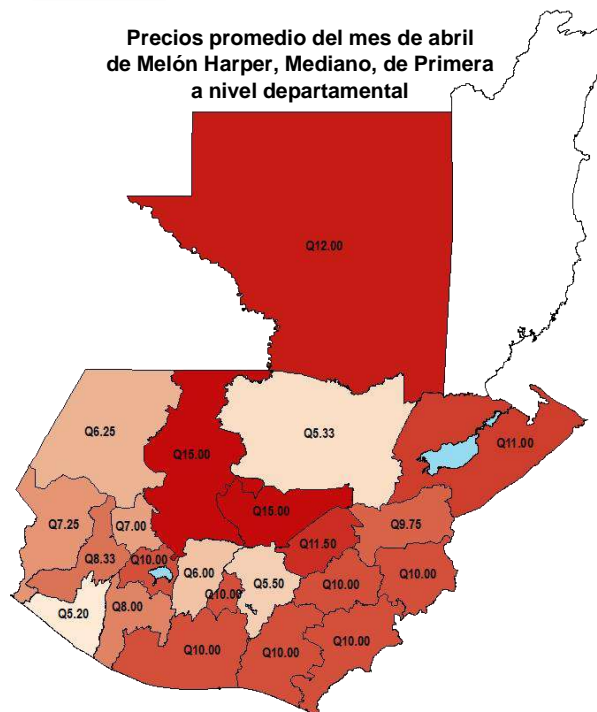 Precios promedio del mes de abril
de Melón Harper, Mediano, de Primera
a nivel departamental
Q12.00
Q5.33
Q6.25
Q15.00
Q11.00
Q15.00
Q7.25
Q7.00
Q9.75
Q11.50
Q8.33
Q10.00
Q6.00
Q5.50
Q10.00
Q10.00
Q10.00
Q5.20
Q8.00
Q10.00
Q10.00
Q10.00